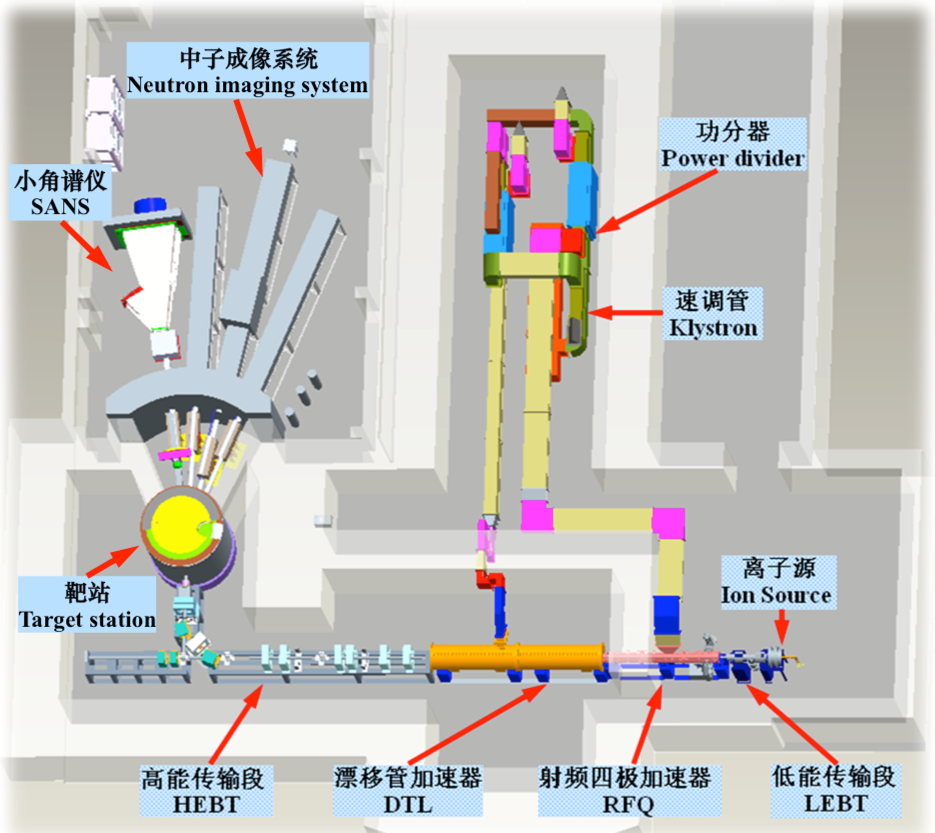 中子成像系统
Neutron imaging system
功分器
Power divider
小角谱仪
SANS
速调管
Klystron
靶站
Target station
离子源
Ion Source
高能传输段
HEBT
漂移管加速器
DTL
射频四极加速器
RFQ
低能传输段
LEBT